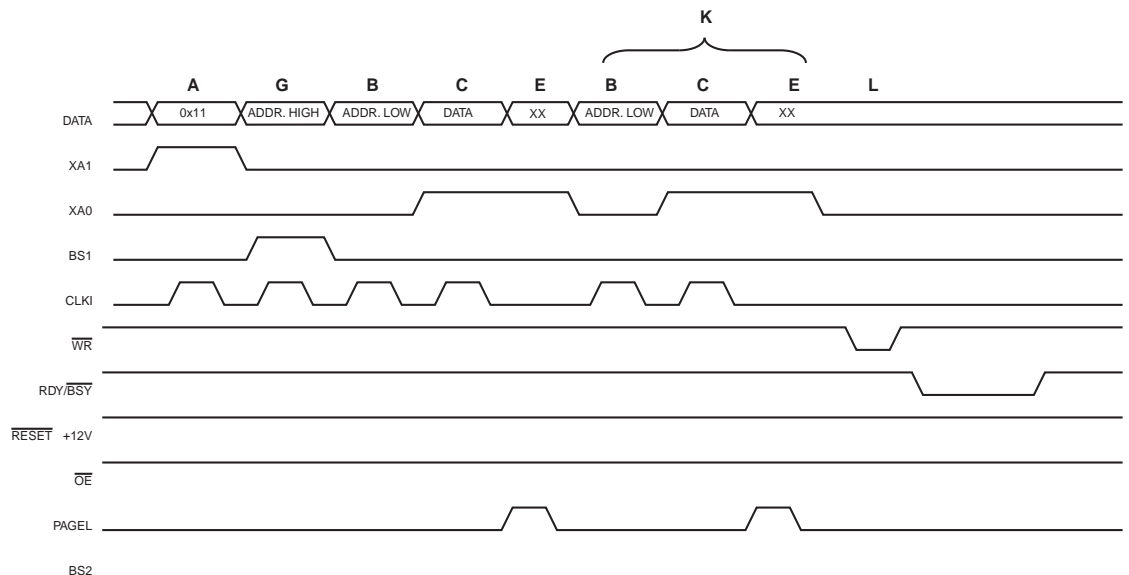 K
A G B C E B C E L
DATA 0x11 ADDR. HIGH ADDR. LOW DATA XX ADDR. LOW DATA XX
XA1
XA0
BS1
CLKI
WR
RDY/BSY
RESET +12V
OE
PAGEL
BS2